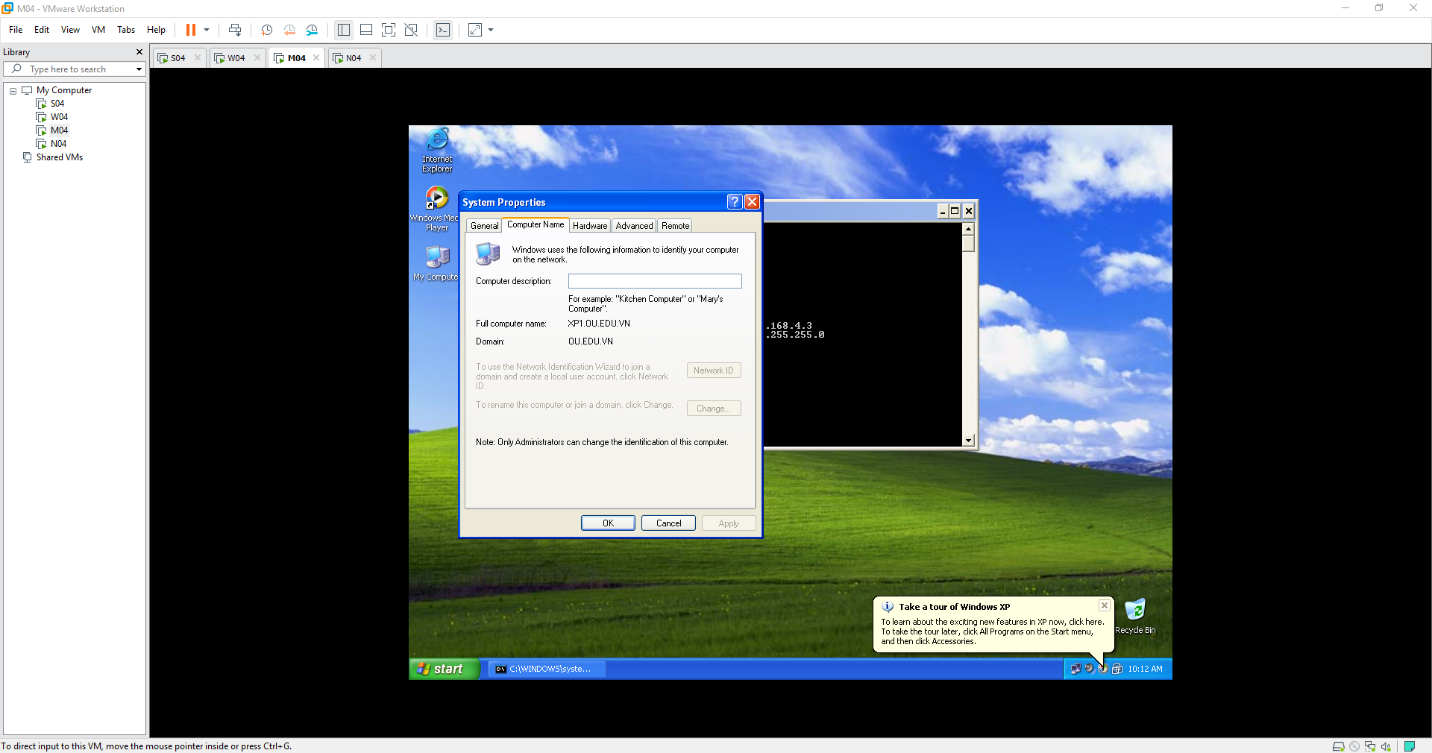 M04 - VMware Workstation
File Edit View VM Tabs Help
Library
Type here to search
My Computer
S04
W04
M04
N04
Shared VMs
S04 W04 M04 N04
Internet
Explorer
Windows Med
Player
My Compute
System Properties
General Computer Name Hardware Advanced Remote
Windows uses the following information to identify your computer
on the network.
Computer description:
For example: "Kitchen Computer" or "Mary's
Computer".
Full computer name: XP1.OU.EDU.VN
Domain: OU.EDU.VN
To use the Network Identification Wizard to join a
domain and create a local user account, click Network
ID.
Network ID
To rename this computer or join a domain, click Change.
Change...
Note: Only Administrators can change the identification of this computer.
OK Cancel Apply
.168.4.3
.255.255.0
Take a tour of Windows XP
To learn about the exciting new features in XP now, click here.
To take the tour later, click All Programs on the Start menu,
and then click Accessories.
Recycle Bin
start C:\WINDOWS\syste... 10:12 AM
To direct input to this VM, move the mouse pointer inside or press Ctrl+G.